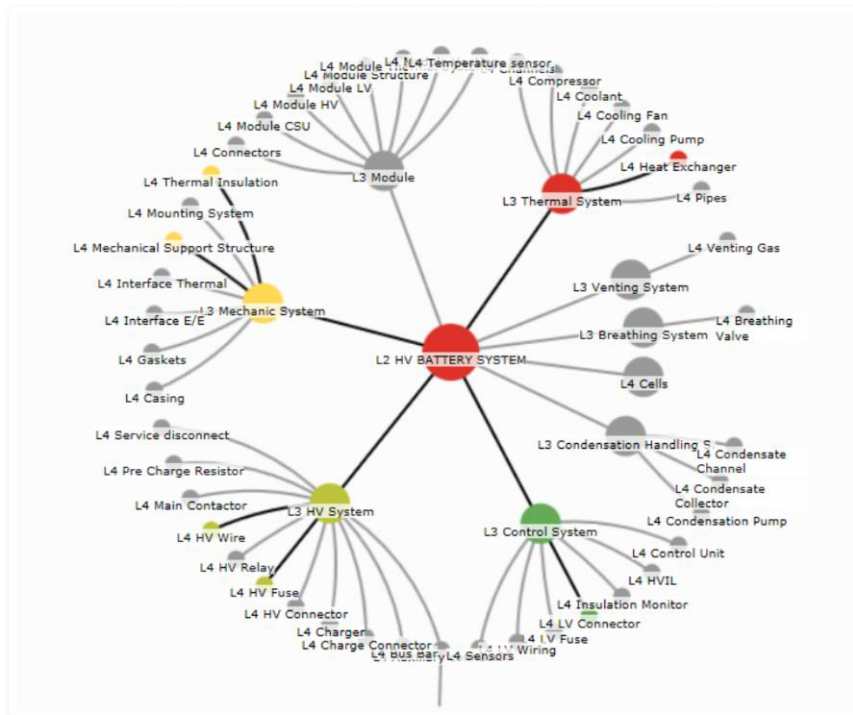 L4 Temperature sensor
L4 Module Structure
L4 Compressor
L4 Module LV
L4 Coolant
L4 Module HV
L4 Cooling Fan
L4 Module CSU
L4 Cooling Pump
L4 Connectors
L4 Heat Exchanger
L3 Module
L4 Thermal Insulation
L4 Pipes
L3 Thermal System
L4 Mounting System
L4 Mechanical Support Structure
L4 Venting Gas
L4 Interface Thermal
L3 Venting System
L3 Mechanic System
L4 Interface E/E
L4 Breathing
Valve
L3 Breathing System
L4 Gaskets
L2 HV BATTERY SYSTEM
L4 Cells
L4 Casing
L4 Service disconnect
L3 Condensation Handling S
L4 Condensate
Channel
L4 Pre Charge Resistor
L4 Condensate
Collector
L4 Main Contactor
L3 HV System
L4 Condensation Pump
L4 HV Wire
L3 Control System
L4 Control Unit
L4 HV Relay
L4 HVIL
L4 HV Fuse
L4 Insulation Monitor
L4 HV Connector
L4 LV Connector
L4 Charger
L4 LV Fuse
L4 Charge Connector
L4 Bus Bar
L4 Sensors
Wiring